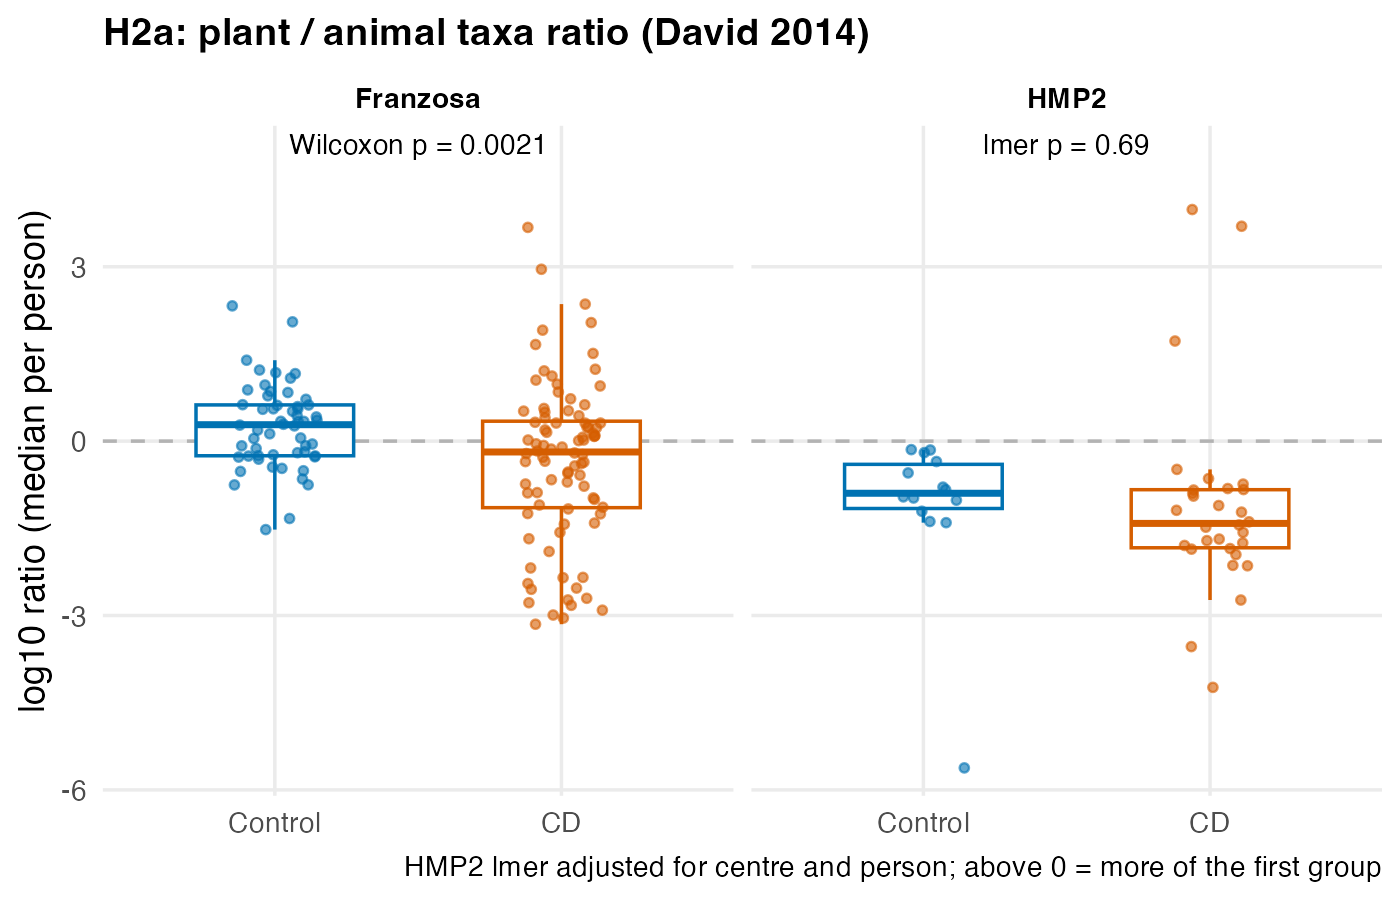 H2a: plant / animal taxa ratio (David 2014)
Franzosa
HMP2
Wilcoxon p = 0.0021
lmer p = 0.69
log10 ratio (median per person)
3
0
-3
-6
Control
CD
Control
CD
HMP2 lmer adjusted for centre and person; above 0 = more of the first group